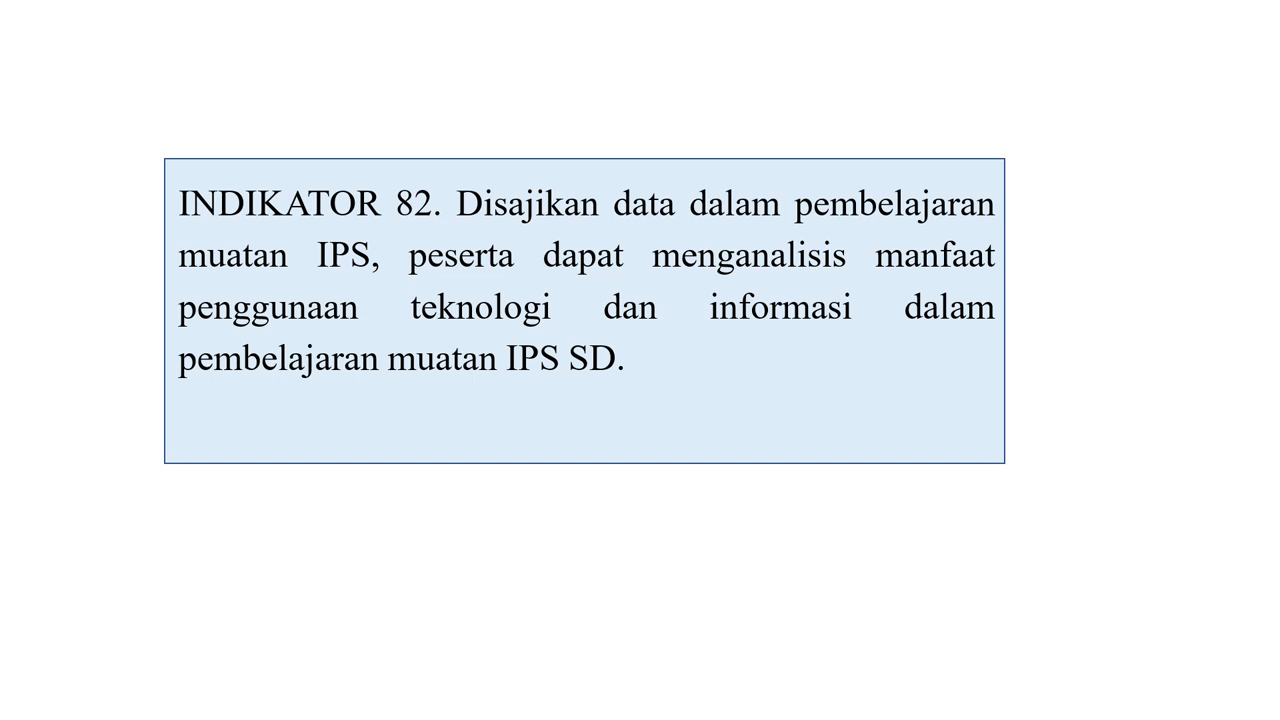 INDIKATOR 82. Disajikan data dalam pembelajaran
muatan IPS, peserta dapat menganalisis manfaat
penggunaan teknologi dan informasi dalam
pembelajaran muatan IPS SD.